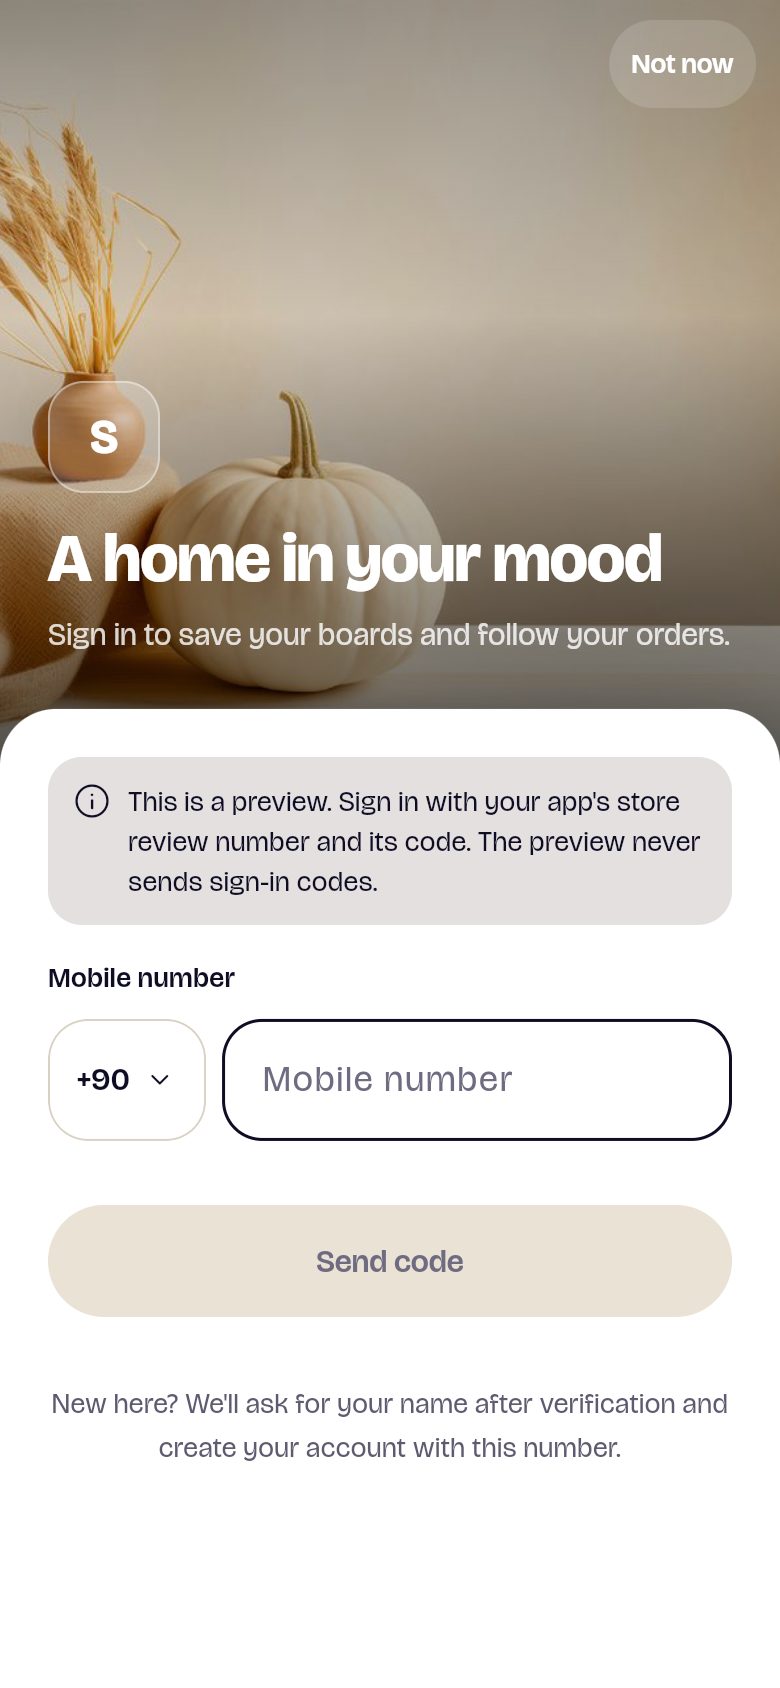 Not now
S
A home in your mood
Sign in to save your boards and follow your orders.
This is a preview. Sign in with your app's store
review number and its code. The preview never
sends sign-in codes.
Mobile number
+90
Mobile number
Send code
New here? We'll ask for your name after verification and
create your account with this number.